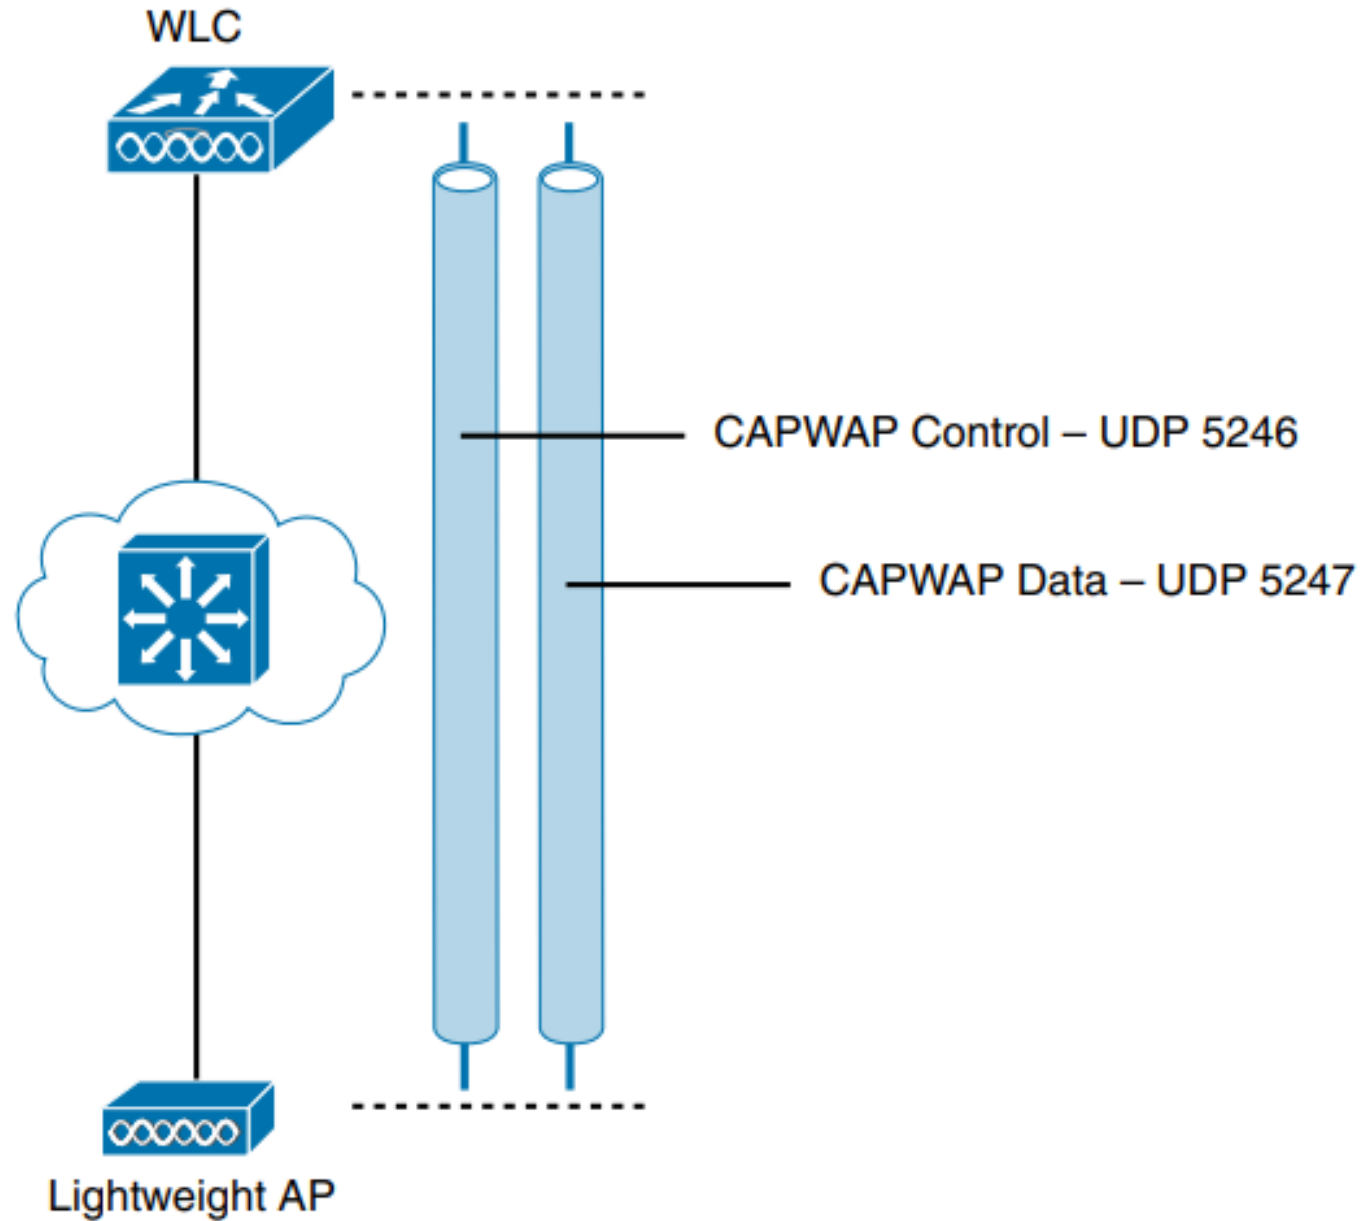 WLC
CAPWAP Control – UDP 5246
CAPWAP Data – UDP 5247
Lightweight AP